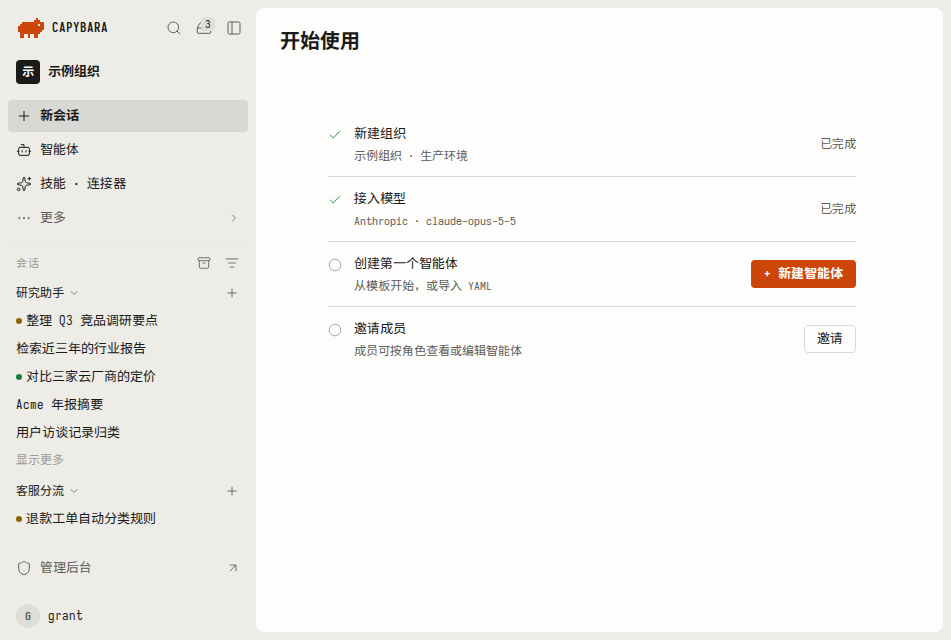 CAPYBARA
3
示 示例组织
新会话
智能体
技能 · 连接器
更多
会话
研究助手
整理 Q3 竞品调研要点
检索近三年的行业报告
对比三家云厂商的定价
Acme 年报摘要
用户访谈记录归类
显示更多
客服分流
退款工单自动分类规则
管理后台
G grant
开始使用
新建组织
示例组织 · 生产环境
已完成
接入模型
Anthropic · claude-opus-5-5
已完成
创建第一个智能体
从模板开始，或导入 YAML
+ 新建智能体
邀请成员
成员可按角色查看或编辑智能体
邀请